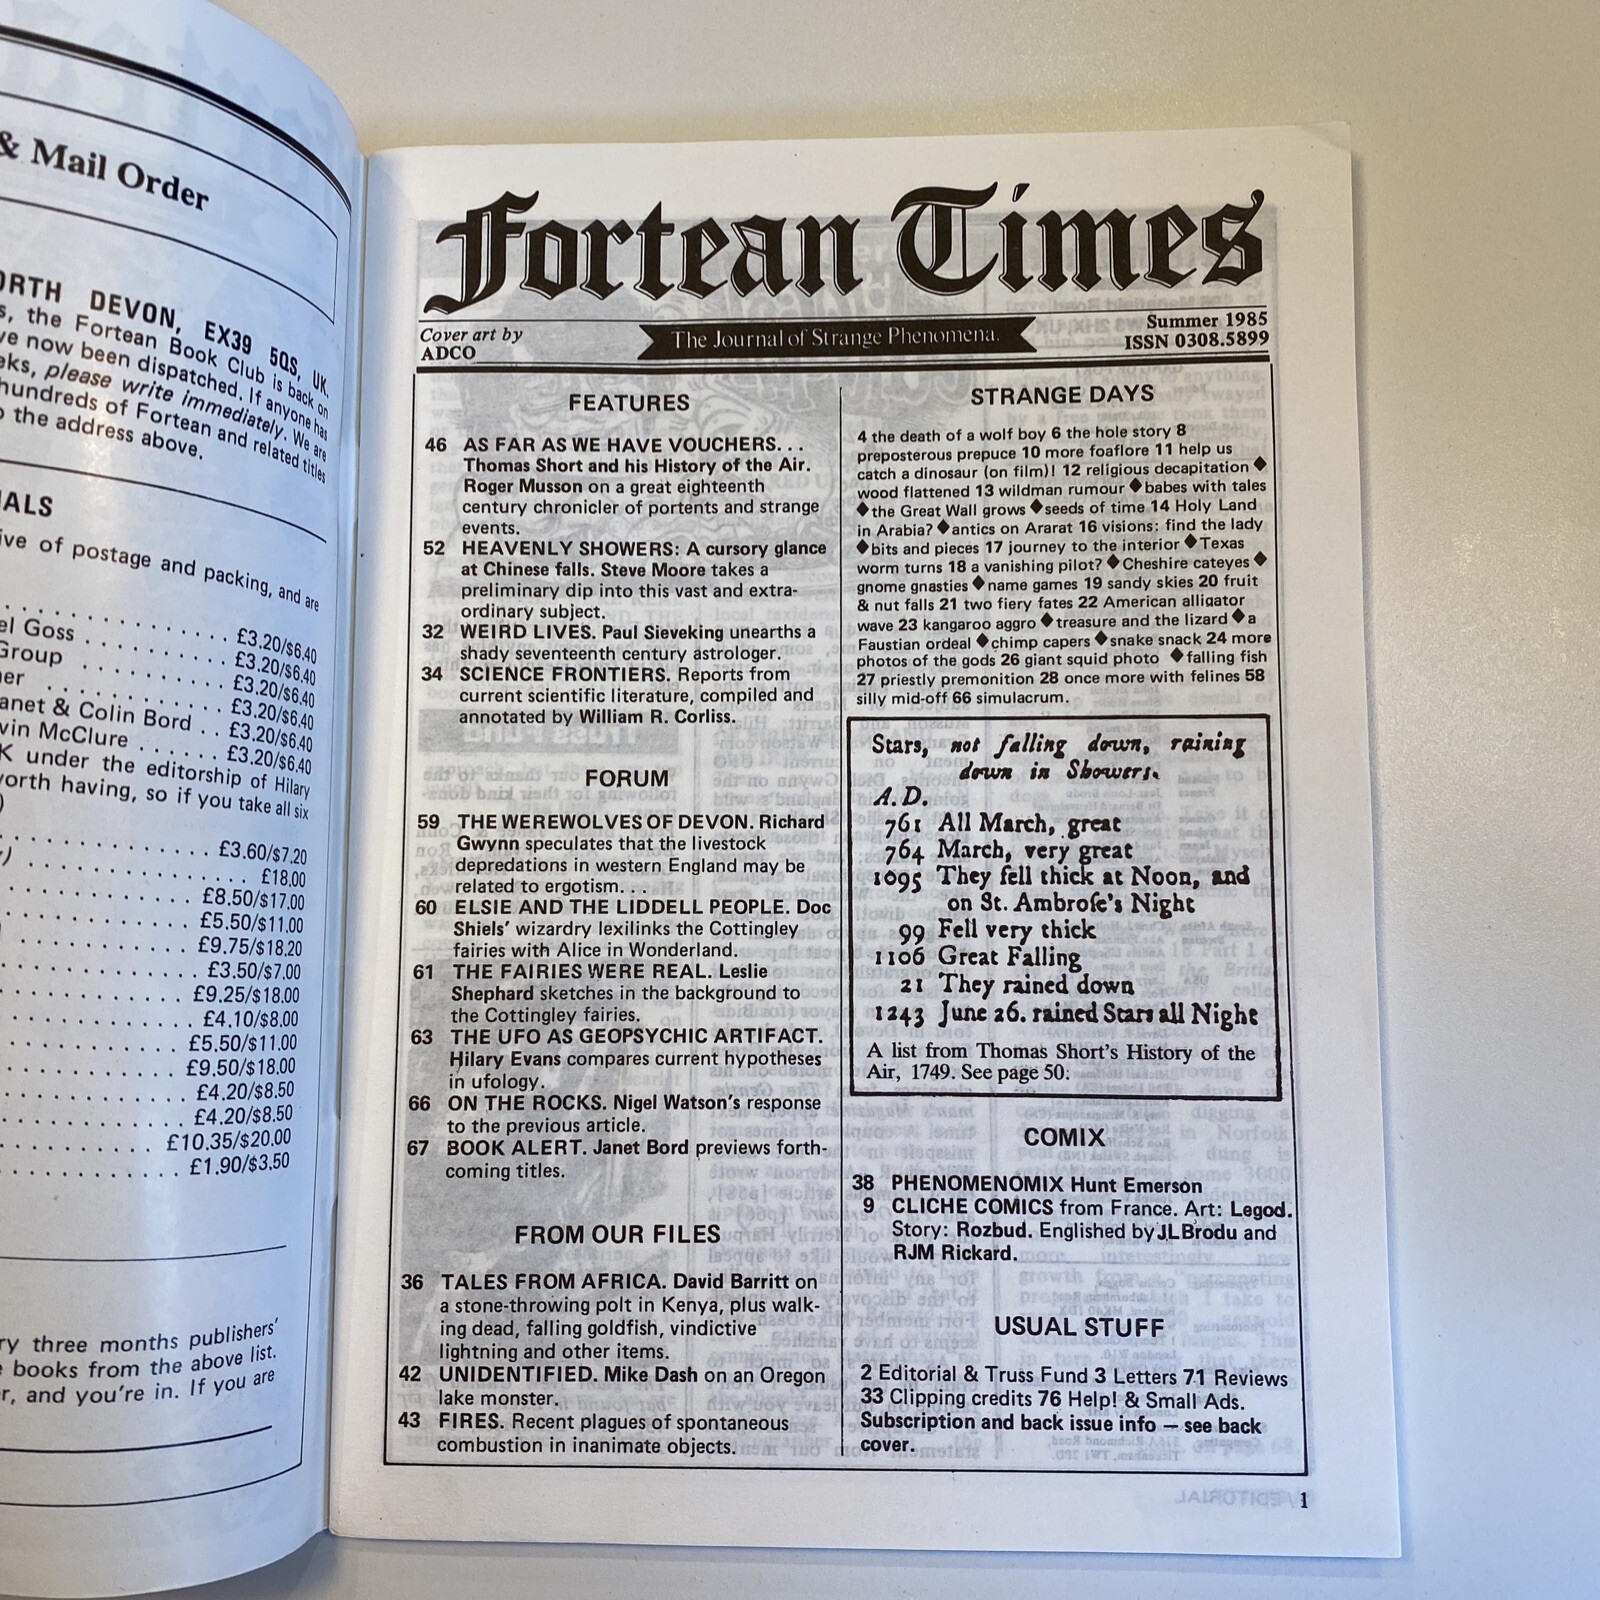 & Mail Order
ORTH DEVON, EX39 5QS, UK.
s, the Fortean Book Club is back on
ve now been dispatched. If anyone has
eks, please write immediately. We are
hundreds of Fortean and related titles
o the address above.
IALS
ive of postage and packing, and are
£3.20/$6.40
el Goss . . . . . . . . . . . £3.20/$6.40
Group . . . . . . . . . . £3.20/$6.40
her . . . . . . . . . . . . £3.20/$6.40
anet & Colin Bord . . £3.20/$6.40
vin McClure . . . . . . £3.20/$6.40
K under the editorship of Hilary
worth having, so if you take all six
)
£3.60/$7.20
£18.00
£8.50/$17.00
£5.50/$11.00
£9.75/$18.20
£3.50/$7.00
£9.25/$18.00
£4.10/$8.00
£5.50/$11.00
£9.50/$18.00
£4.20/$8.50
£4.20/$8.50
£10.35/$20.00
£1.90/$3.50
ry three months publishers'
e books from the above list.
r, and you're in. If you are
Fortean Times
Cover art by
ADCO
The Journal of Strange Phenomena.
Summer 1985
ISSN 0308.5899
FEATURES
46 AS FAR AS WE HAVE VOUCHERS. . .
Thomas Short and his History of the Air.
Roger Musson on a great eighteenth
century chronicler of portents and strange
events.
52 HEAVENLY SHOWERS: A cursory glance
at Chinese falls. Steve Moore takes a
preliminary dip into this vast and extra-
ordinary subject.
32 WEIRD LIVES. Paul Sieveking unearths a
shady seventeenth century astrologer.
34 SCIENCE FRONTIERS. Reports from
current scientific literature, compiled and
annotated by William R. Corliss.
FORUM
59 THE WEREWOLVES OF DEVON. Richard
Gwynn speculates that the livestock
depredations in western England may be
related to ergotism. . .
60 ELSIE AND THE LIDDELL PEOPLE. Doc
Shiels' wizardry lexilinks the Cottingley
fairies with Alice in Wonderland.
61 THE FAIRIES WERE REAL. Leslie
Shephard sketches in the background to
the Cottingley fairies.
63 THE UFO AS GEOPSYCHIC ARTIFACT.
Hilary Evans compares current hypotheses
in ufology.
66 ON THE ROCKS. Nigel Watson's response
to the previous article.
67 BOOK ALERT. Janet Bord previews forth-
coming titles.
FROM OUR FILES
36 TALES FROM AFRICA. David Barritt on
a stone-throwing polt in Kenya, plus walk-
ing dead, falling goldfish, vindictive
lightning and other items.
42 UNIDENTIFIED. Mike Dash on an Oregon
lake monster.
43 FIRES. Recent plagues of spontaneous
combustion in inanimate objects.
STRANGE DAYS
4 the death of a wolf boy 6 the hole story 8
preposterous prepuce 10 more foaflore 11 help us
catch a dinosaur (on film)! 12 religious decapitation ◆
wood flattened 13 wildman rumour ◆ babes with tales
◆ the Great Wall grows ◆ seeds of time 14 Holy Land
in Arabia? ◆ antics on Ararat 16 visions: find the lady
◆ bits and pieces 17 journey to the interior ◆ Texas
worm turns 18 a vanishing pilot? ◆ Cheshire cateyes ◆
gnome gnasties ◆ name games 19 sandy skies 20 fruit
& nut falls 21 two fiery fates 22 American alligator
wave 23 kangaroo aggro ◆ treasure and the lizard ◆ a
Faustian ordeal ◆ chimp capers ◆ snake snack 24 more
photos of the gods 26 giant squid photo ◆ falling fish
27 priestly premonition 28 once more with felines 58
silly mid-off 66 simulacrum.
Stars, not falling down, raining
down in Showers.
A.D.
761 All March, great
764 March, very great
1095 They fell thick at Noon, and
on St. Ambrose's Night
99 Fell very thick
1106 Great Falling
21 They rained down
1243 June 26. rained Stars all Night
A list from Thomas Short's History of the
Air, 1749. See page 50.
COMIX
38 PHENOMENOMIX Hunt Emerson
9 CLICHE COMICS from France. Art: Legod.
Story: Rozbud. Englished by J.L Brodu and
RJM Rickard.
USUAL STUFF
2 Editorial & Truss Fund 3 Letters 71 Reviews
33 Clipping credits 76 Help! & Small Ads.
Subscription and back issue info — see back
cover.
1